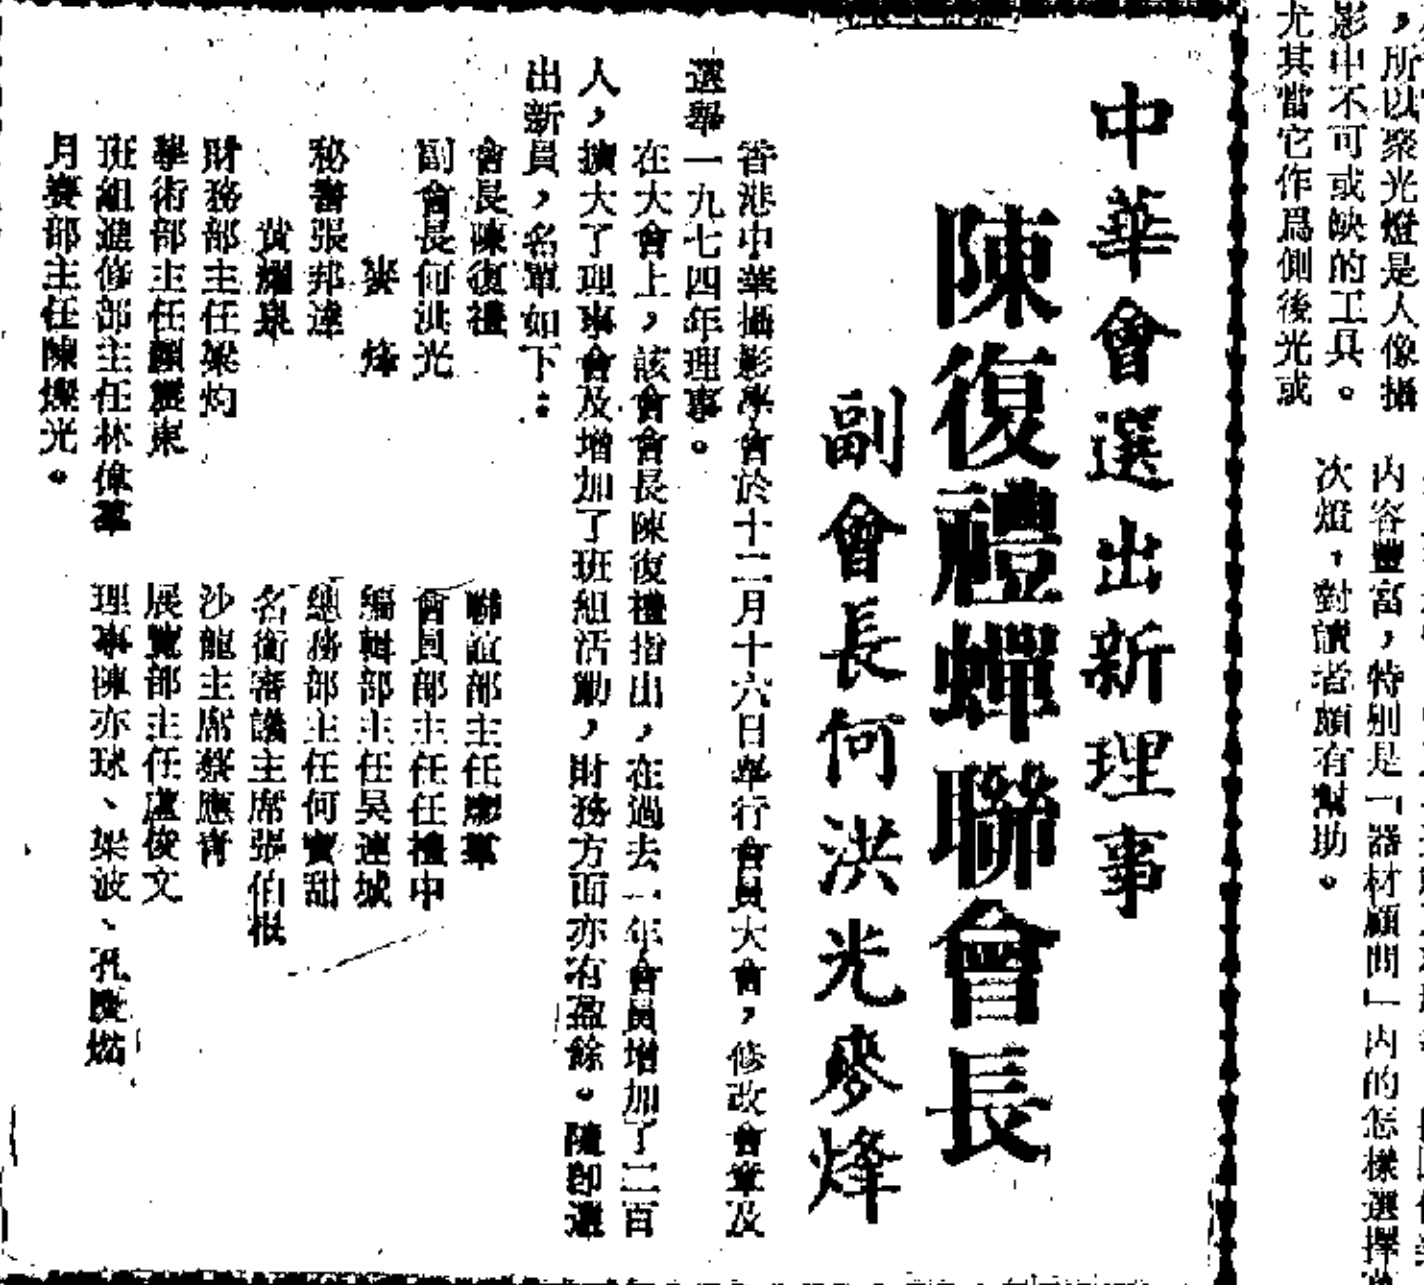 ，所以聚光燈是人像攝
影中不可或缺的工具。
尤其當它作爲側後光或
內容豐富，特別是「器材顧問」內的怎樣選擇
次燈，對讀者頗有幫助。
中華會選出新理事
陳復禮蟬聯會長
副會長何洪光麥烽
香港中華攝影學會於十二月十六日舉行會員大會，修改會章及
選舉一九七四年理事。
在大會上，該會會長陳復禮指出，在過去一年會員增加了二百
人，擴大了理事會及增加了班組活動，財務方面亦有盈餘。隨即選
出新員，名單如下：
會長陳復禮
副會長何洪光
麥烽
秘書張邦達
黃耀泉
財務部主任梁灼
學術部主任顏震東
班組進修部主任林偉羣
月賽部主任陳燦光。
聯誼部主任廖羣
會員部主任任禮申
編輯部主任吳連城
總務部主任何寶甜
名銜審議主席張伯根
沙龍主席蔡應霄
展覽部主任盧俊文
理事陳亦球、梁波、孔慶燊